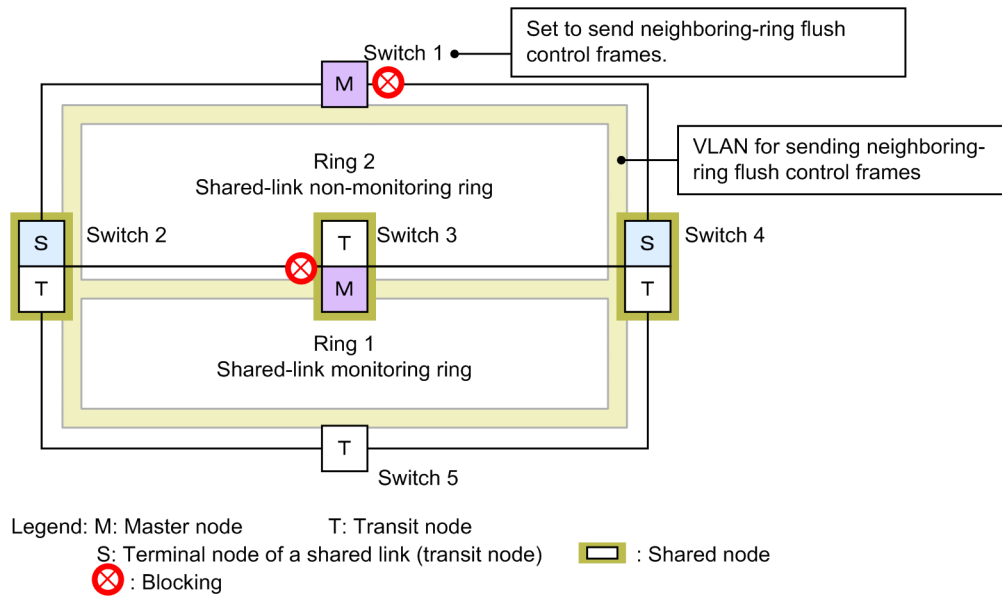 Switch 1
Set to send neighboring-ring flush
control frames.
M
VLAN for sending neighboring-
ring flush control frames
Ring 2
Shared-link non-monitoring ring
S
T
Switch 2
T
M
Switch 3
S
T
Switch 4
Ring 1
Shared-link monitoring ring
T
Switch 5
Legend: M: Master node T: Transit node
S: Terminal node of a shared link (transit node) : Shared node
: Blocking